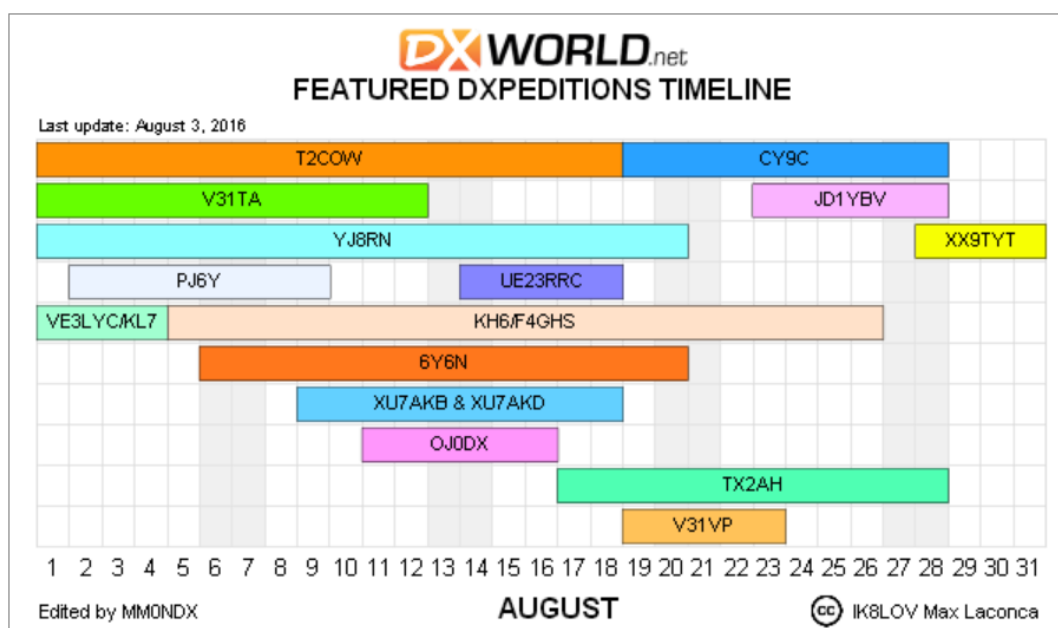 DX WORLD.net
FEATURED DXPEDITIONS TIMELINE
Last update: August 3, 2016
T2COW CY9C
V31TA JD1YBV
YJ8RN XX9TYT
PJ6Y UE23RRC
VE3LYC/KL7 KH6/F4GHS
6Y6N
XU7AKB & XU7AKD
OJ0DX
TX2AH
V31VP
1 2 3 4 5 6 7 8 9 10 11 12 13 14 15 16 17 18 19 20 21 22 23 24 25 26 27 28 29 30 31
Edited by MM0NDX AUGUST cc IK8LOV Max Laconca